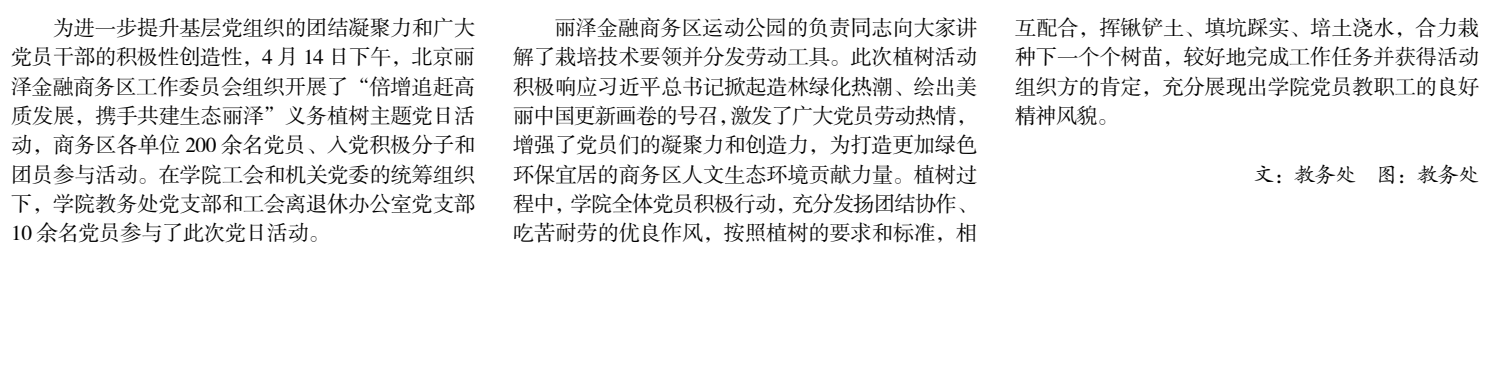 为进一步提升基层党组织的团结凝聚力和广大
党员干部的积极性创造性，4 月 14 日下午，北京丽
泽金融商务区工作委员会组织开展了“倍增追赶高
质发展，携手共建生态丽泽”义务植树主题党日活
动，商务区各单位 200 余名党员、入党积极分子和
团员参与活动。在学院工会和机关党委的统筹组织
下，学院教务处党支部和工会离退休办公室党支部
10 余名党员参与了此次党日活动。
丽泽金融商务区运动公园的负责同志向大家讲
解了栽培技术要领并分发劳动工具。此次植树活动
积极响应习近平总书记掀起造林绿化热潮、绘出美
丽中国更新画卷的号召，激发了广大党员劳动热情，
增强了党员们的凝聚力和创造力，为打造更加绿色
环保宜居的商务区人文生态环境贡献力量。植树过
程中，学院全体党员积极行动，充分发扬团结协作、
吃苦耐劳的优良作风，按照植树的要求和标准，相
互配合，挥锹铲土、填坑踩实、培土浇水，合力栽
种下一个个树苗，较好地完成工作任务并获得活动
组织方的肯定，充分展现出学院党员教职工的良好
精神风貌。
文：教务处　图：教务处